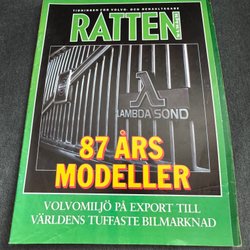 TIDNINGEN FÖR VOLVO- OCH RENAULTÄGARE
RATTEN
LAMBDA SOND
87 ÅRS
MODELLER
VOLVOMILJÖ PÅ EXPORT TILL
VÄRLDENS TUFFASTE BILMARKNAD